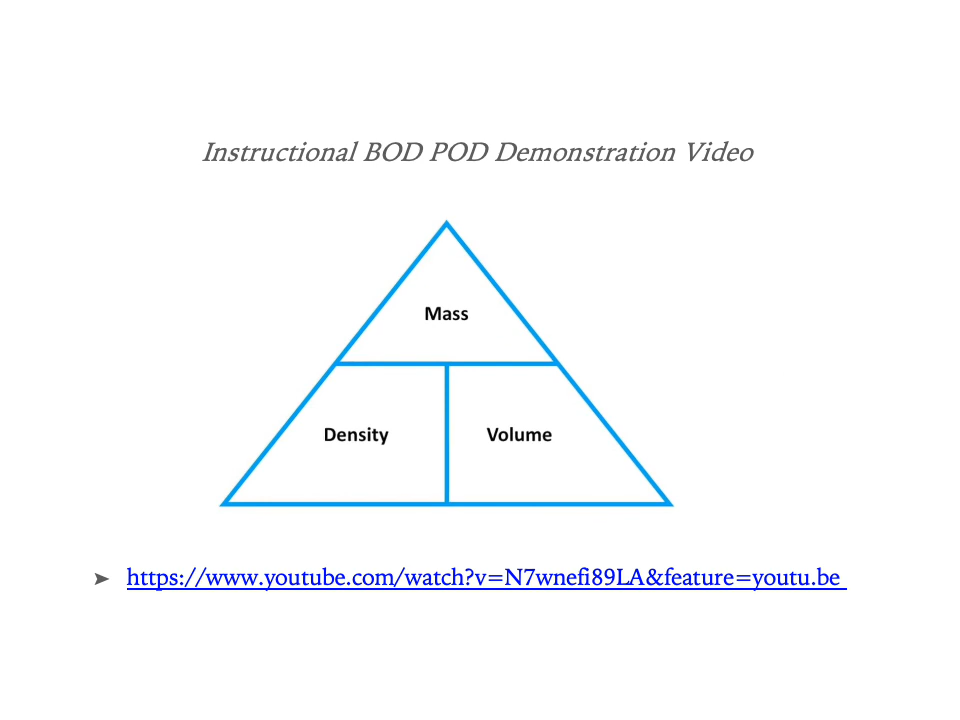 Instructional BOD POD Demonstration Video
Mass
Density Volume
➤ https://www.youtube.com/watch?v=N7wnefi89LA&feature=youtu.be